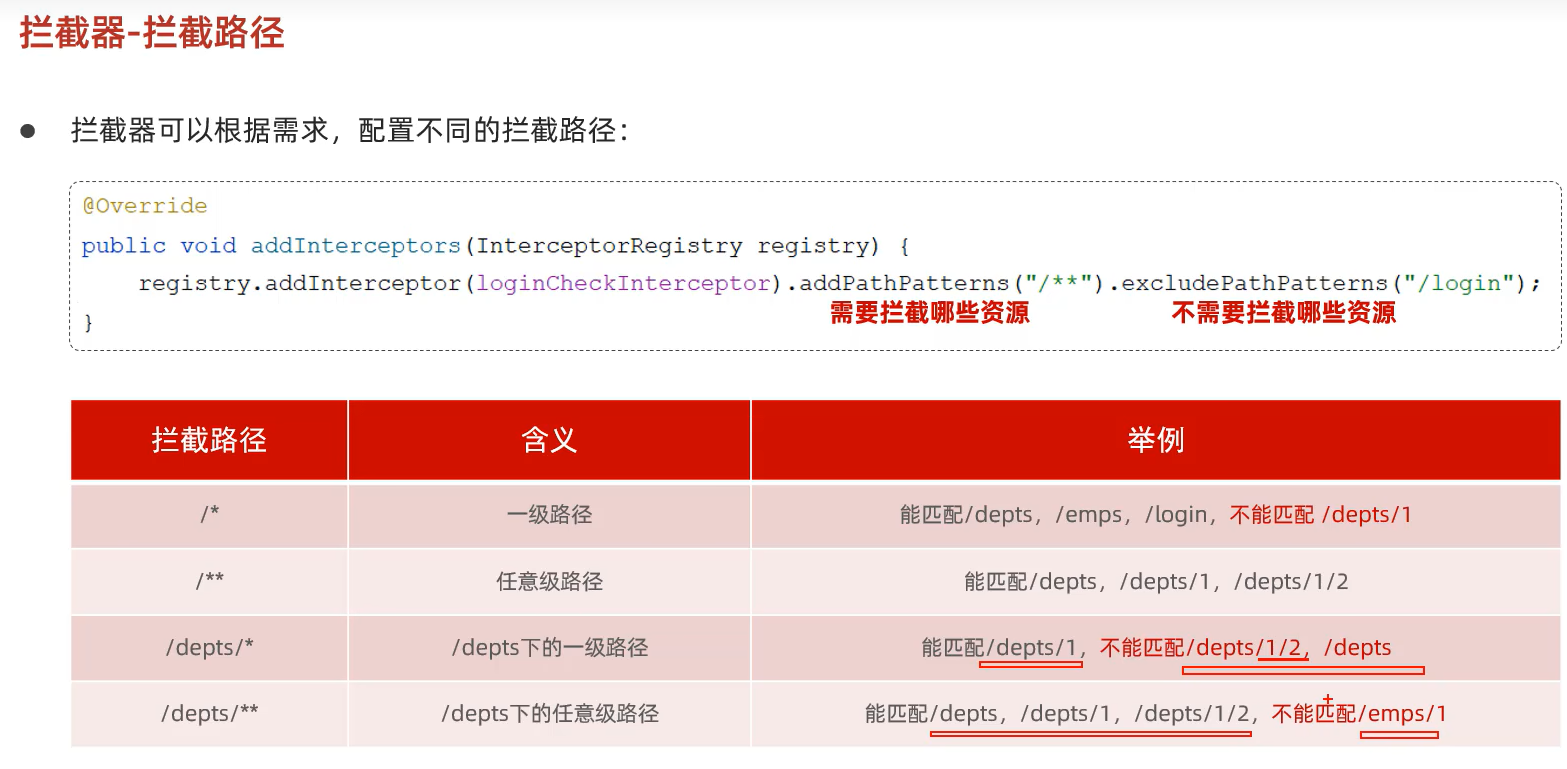 拦截器-拦截路径
● 拦截器可以根据需求，配置不同的拦截路径：
@Override
public void addInterceptors(InterceptorRegistry registry) {
registry.addInterceptor(loginCheckInterceptor).addPathPatterns("/**").excludePathPatterns("/login");
需要拦截哪些资源 不需要拦截哪些资源
}
拦截路径 含义 举例
/* 一级路径 能匹配/depts，/emps，/login，不能匹配 /depts/1
/** 任意级路径 能匹配/depts，/depts/1，/depts/1/2
/depts/* /depts下的一级路径 能匹配/depts/1，不能匹配/depts/1/2，/depts
/depts/** /depts下的任意级路径 能匹配/depts，/depts/1，/depts/1/2，不能匹配/emps/1